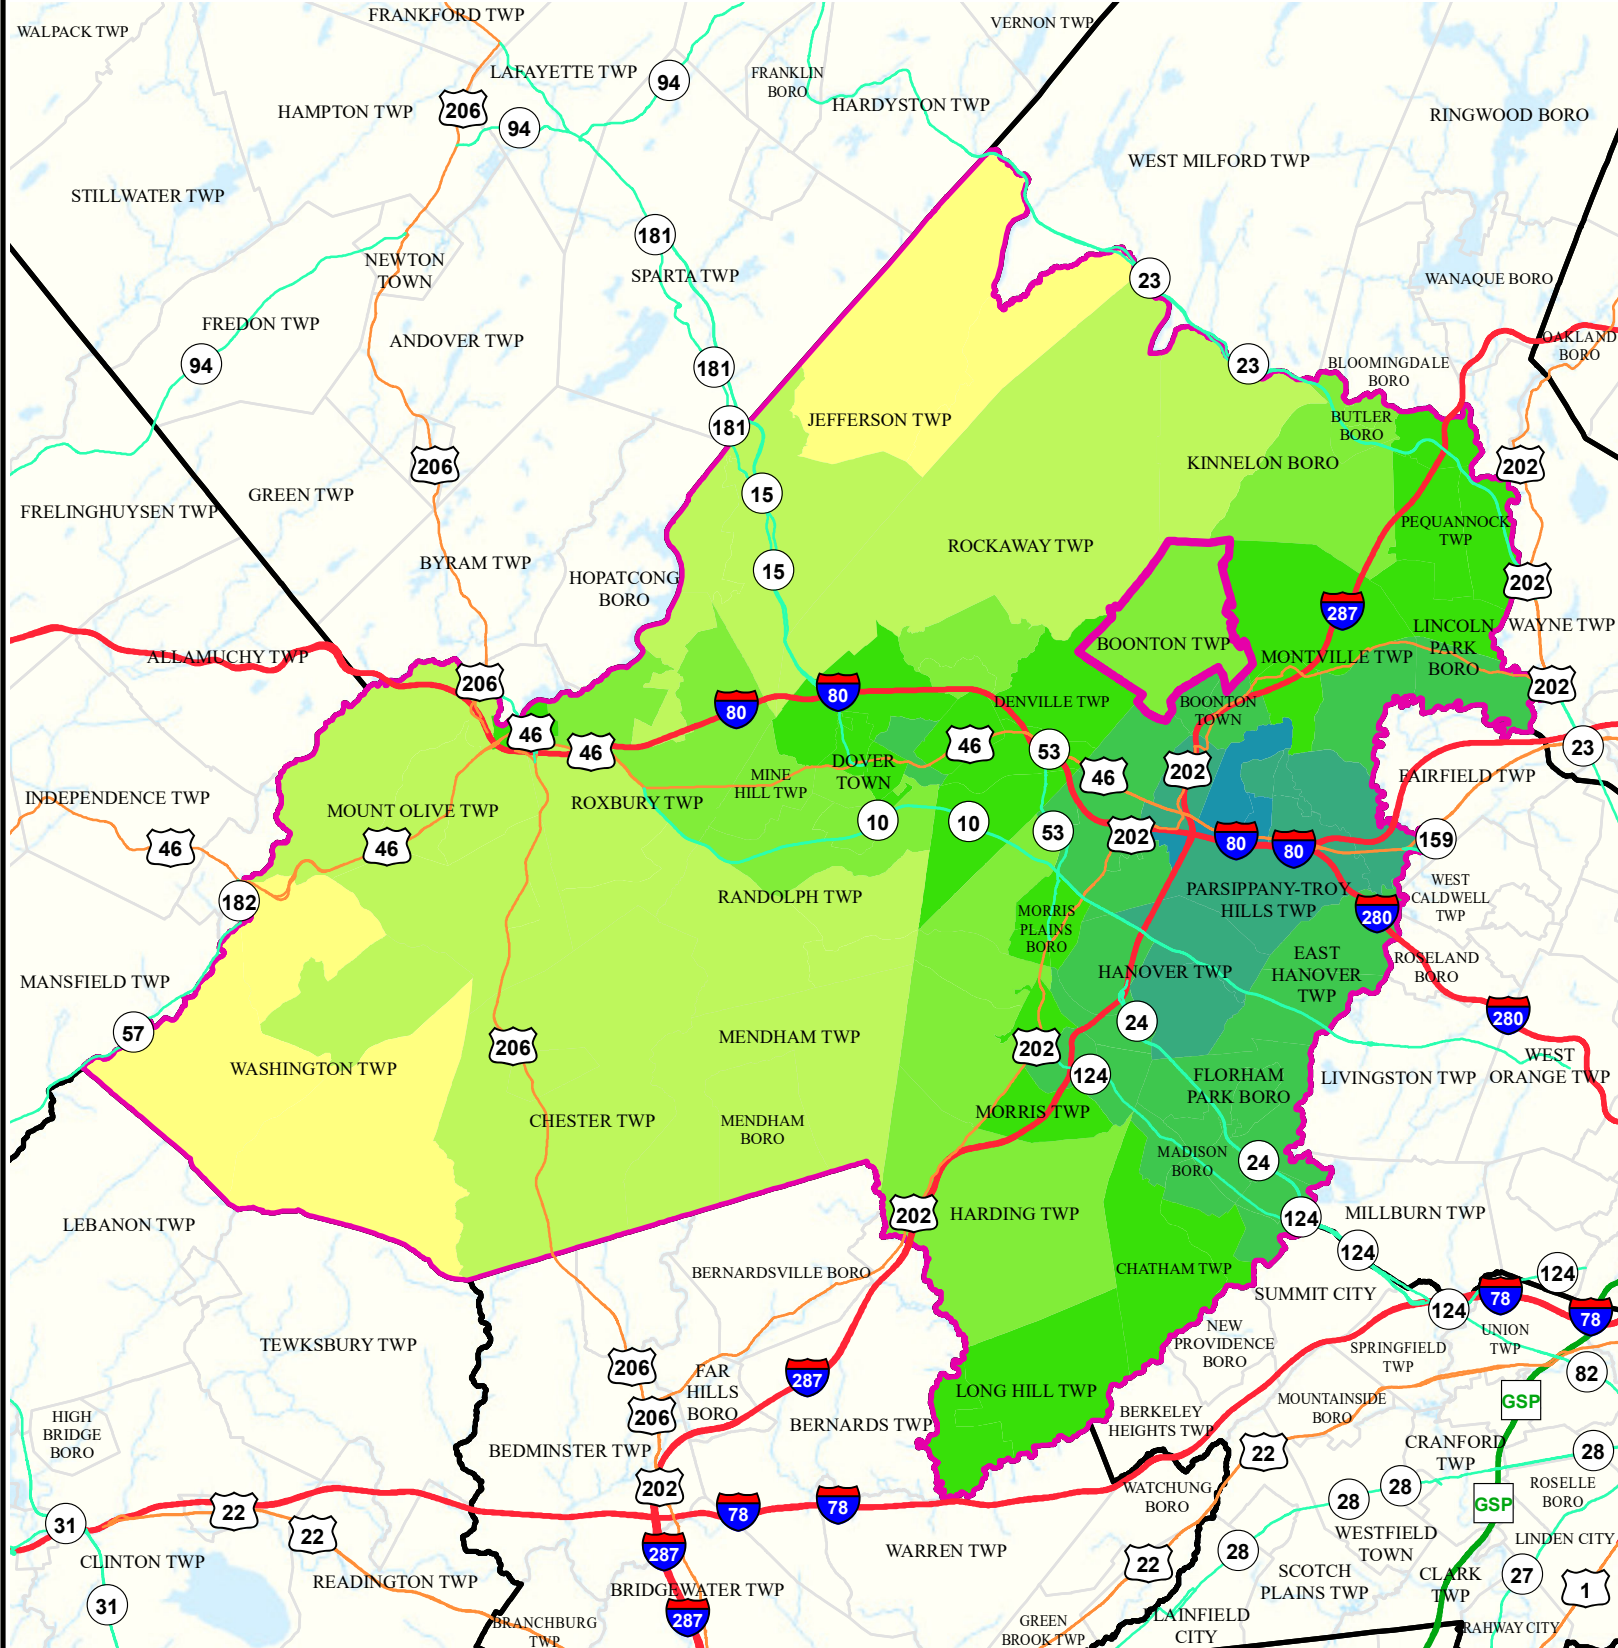 FRANKFORD TWP
WALPACK TWP
VERNON TWP
LAFAYETTE TWP
FRANKLIN
BORO
94
HARDYSTON TWP
HAMPTON TWP
206
94
RINGWOOD BORO
WEST MILFORD TWP
STILLWATER TWP
181
NEWTON
TOWN
SPARTA TWP
23
WANAQUE BORO
FREDON TWP
ANDOVER TWP
94
181
23
BLOOMINGDALE
BORO
OAKLAND
BORO
181
JEFFERSON TWP
BUTLER
BORO
206
KINNELON BORO
202
GREEN TWP
15
FRELINGHUYSEN TWP
PEQUANNOCK
TWP
ROCKAWAY TWP
BYRAM TWP
15
HOPATCONG
BORO
202
287
ALLAMUCHY TWP
BOONTON TWP
MONTVILLE TWP
LINCOLN
PARK
BORO
WAYNE TWP
206
80
80
DENVILLE TWP
BOONTON
TOWN
202
46
46
46
53
23
DOVER
TOWN
MINE
HILL TWP
46
202
FAIRFIELD TWP
INDEPENDENCE TWP
MOUNT OLIVE TWP
ROXBURY TWP
46
46
10
10
53
202
80
80
159
182
RANDOLPH TWP
PARSIPPANY-TROY
HILLS TWP
WEST
CALDWELL
TWP
MORRIS
PLAINS
BORO
280
MANSFIELD TWP
HANOVER TWP
EAST
HANOVER
TWP
ROSELAND
BORO
57
24
280
206
MENDHAM TWP
202
WASHINGTON TWP
124
FLORHAM
PARK BORO
LIVINGSTON TWP
WEST
ORANGE TWP
CHESTER TWP
MENDHAM
BORO
MORRIS TWP
MADISON
BORO
24
LEBANON TWP
202
HARDING TWP
124
MILLBURN TWP
124
BERNARDSVILLE BORO
CHATHAM TWP
124
SUMMIT CITY
78
124
78
TEWKSBURY TWP
NEW
PROVIDENCE
BORO
SPRINGFIELD
TWP
UNION
TWP
206
FAR
HILLS
BORO
287
82
LONG HILL TWP
MOUNTAINSIDE
BORO
GSP
206
HIGH
BRIDGE
BORO
BERNARDS TWP
BERKELEY
HEIGHTS TWP
BEDMINSTER TWP
22
CRANFORD
TWP
28
202
WATCHUNG
BORO
28
28
ROSELLE
BORO
GSP
22
78
78
31
22
WESTFIELD
TOWN
LINDEN CITY
287
WARREN TWP
28
CLINTON TWP
22
SCOTCH
PLAINS TWP
CLARK
TWP
27
1
READINGTON TWP
BRIDGEWATER TWP
31
287
BRANCHBURG
TWP
GREEN
BROOK TWP
PLAINFIELD
CITY
RAHWAY CITY